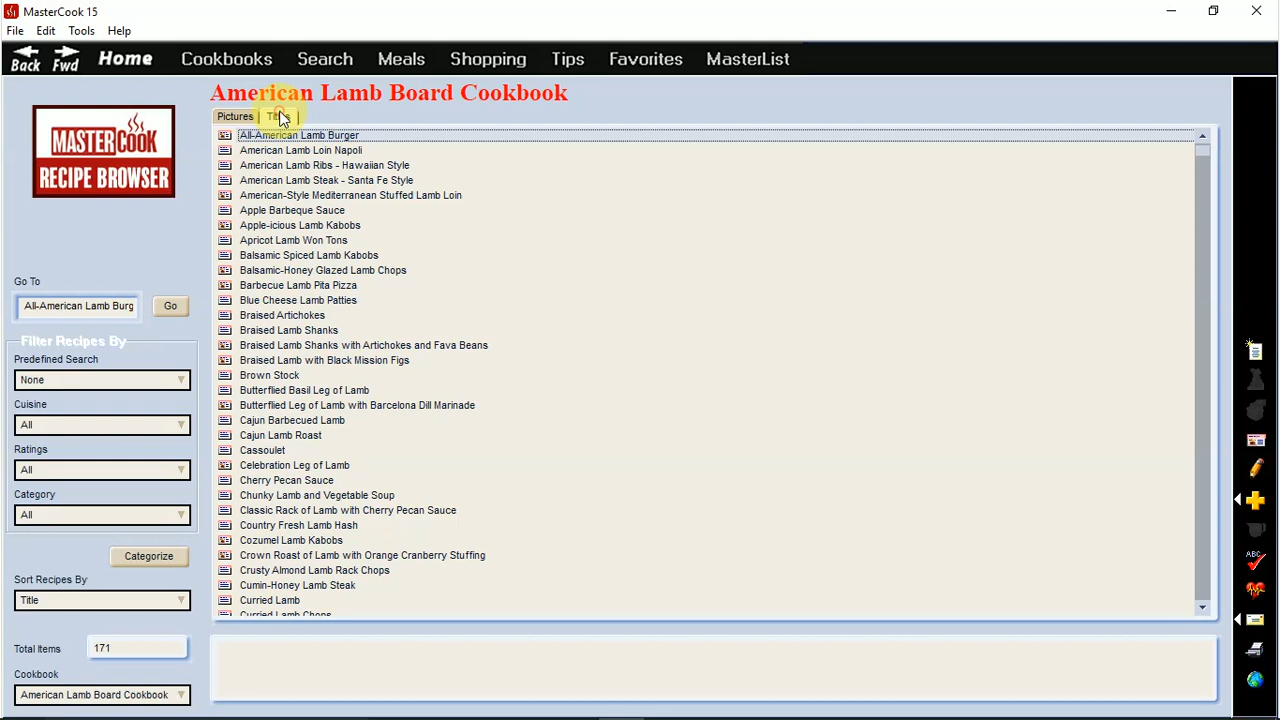 MasterCook 15
File Edit Tools Help
Back Fwd Home Cookbooks Search Meals Shopping Tips Favorites MasterList
American Lamb Board Cookbook
Pictures
MASTERCOOK
RECIPE BROWSER
Go To
All-American Lamb Burg Go
Filter Recipes By
Predefined Search
None
Cuisine
All
Ratings
All
Category
All
Categorize
Sort Recipes By
Title
Total Items 171
Cookbook
American Lamb Board Cookbook
All-American Lamb Burger
American Lamb Loin Napoli
American Lamb Ribs - Hawaiian Style
American Lamb Steak - Santa Fe Style
American-Style Mediterranean Stuffed Lamb Loin
Apple Barbeque Sauce
Apple-icious Lamb Kabobs
Apricot Lamb Won Tons
Balsamic Spiced Lamb Kabobs
Balsamic-Honey Glazed Lamb Chops
Barbecue Lamb Pita Pizza
Blue Cheese Lamb Patties
Braised Artichokes
Braised Lamb Shanks
Braised Lamb Shanks with Artichokes and Fava Beans
Braised Lamb with Black Mission Figs
Brown Stock
Butterflied Basil Leg of Lamb
Butterflied Leg of Lamb with Barcelona Dill Marinade
Cajun Barbecued Lamb
Cajun Lamb Roast
Cassoulet
Celebration Leg of Lamb
Cherry Pecan Sauce
Chunky Lamb and Vegetable Soup
Classic Rack of Lamb with Cherry Pecan Sauce
Country Fresh Lamb Hash
Cozumel Lamb Kabobs
Crown Roast of Lamb with Orange Cranberry Stuffing
Crusty Almond Lamb Rack Chops
Cumin-Honey Lamb Steak
Curried Lamb
Curried Lamb Chops
ABC